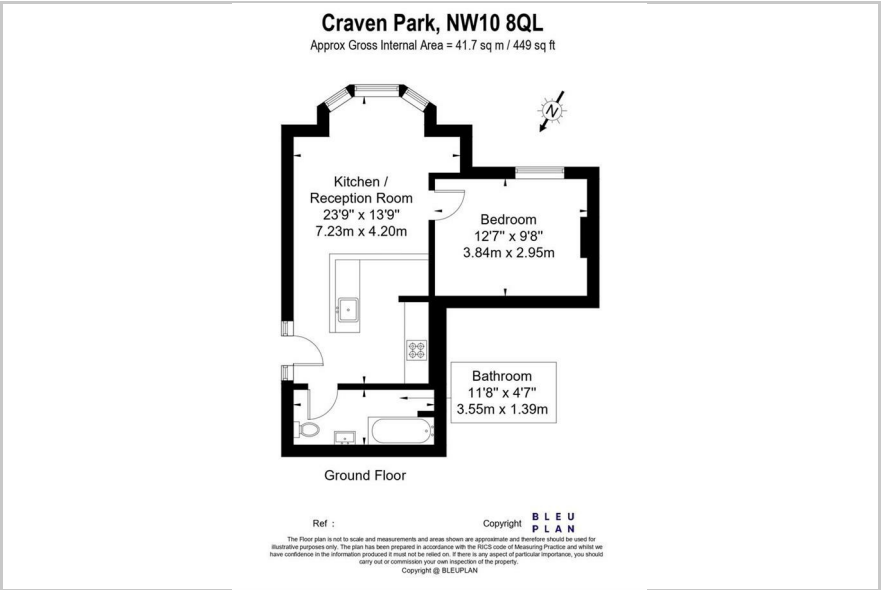 Craven Park, NW10 8QL
Approx Gross Internal Area = 41.7 sq m / 449 sq ft
N
Kitchen /
Reception Room
23'9" x 13'9"
7.23m x 4.20m
Bedroom
12'7" x 9'8"
3.84m x 2.95m
Bathroom
11'8" x 4'7"
3.55m x 1.39m
Ground Floor
Ref :
Copyright
BLEU
PLAN
The Floor plan is not to scale and measurements and areas shown are approximate and therefore should be used for
illustrative purposes only. The plan has been prepared in accordance with the RICS code of Measuring Practice and whilst we
have confidence in the information produced it must not be relied on. If there is any aspect of particular importance, you should
carry out or commission your own inspection of the property.
Copyright @ BLEUPLAN